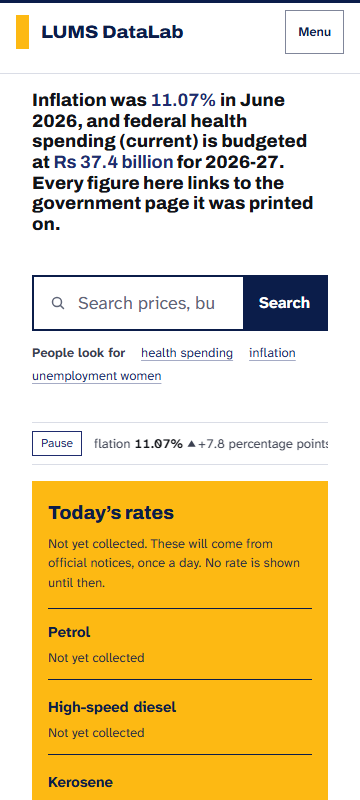 LUMS DataLab
Menu
Inflation was 11.07% in June
2026, and federal health
spending (current) is budgeted
at Rs 37.4 billion for 2026-27.
Every figure here links to the
government page it was printed
on.
Search prices, bu
Search
People look for health spending inflation
unemployment women
Pause
flation 11.07% ▲+7.8 percentage points
Today's rates
Not yet collected. These will come from
official notices, once a day. No rate is shown
until then.
Petrol
Not yet collected
High-speed diesel
Not yet collected
Kerosene